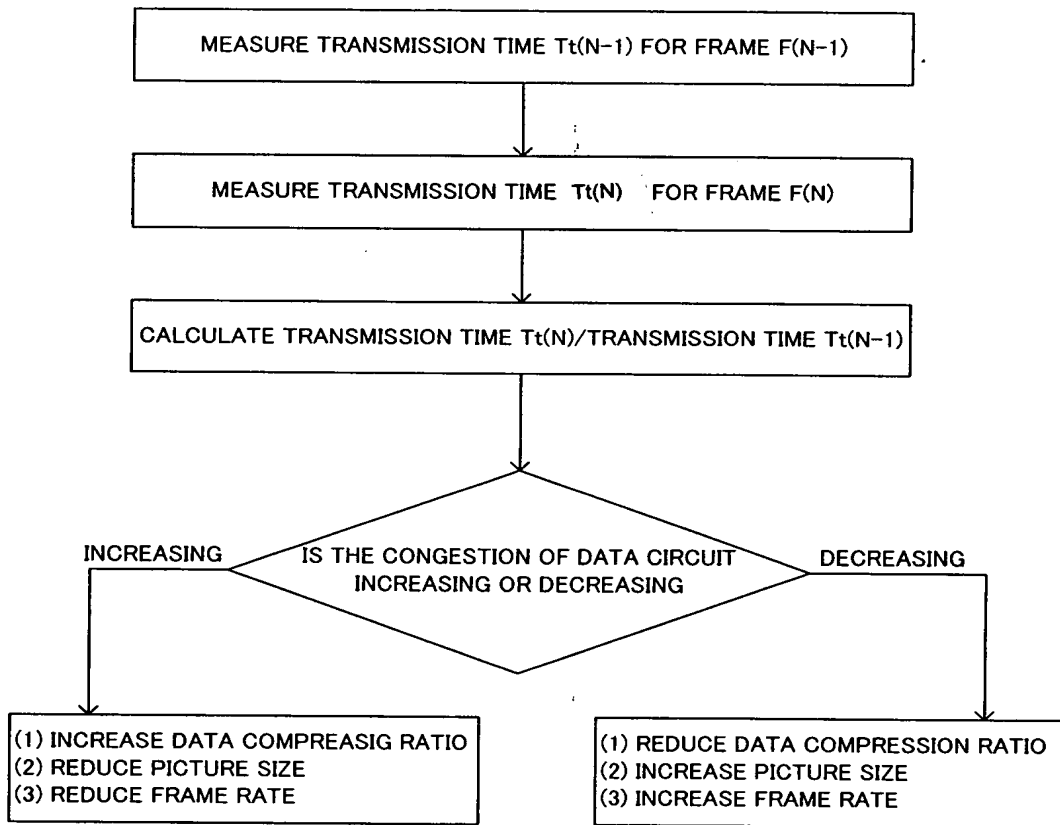 MEASURE TRANSMISSION TIME Tt(N-1) FOR FRAME F(N-1)
MEASURE TRANSMISSION TIME Tt(N) FOR FRAME F(N)
CALCULATE TRANSMISSION TIME Tt(N)/TRANSMISSION TIME Tt(N-1)
IS THE CONGESTION OF DATA CIRCUIT
INCREASING OR DECREASING
INCREASING
DECREASING
(1) INCREASE DATA COMPREASIG RATIO
(2) REDUCE PICTURE SIZE
(3) REDUCE FRAME RATE
(1) REDUCE DATA COMPRESSION RATIO
(2) INCREASE PICTURE SIZE
(3) INCREASE FRAME RATE